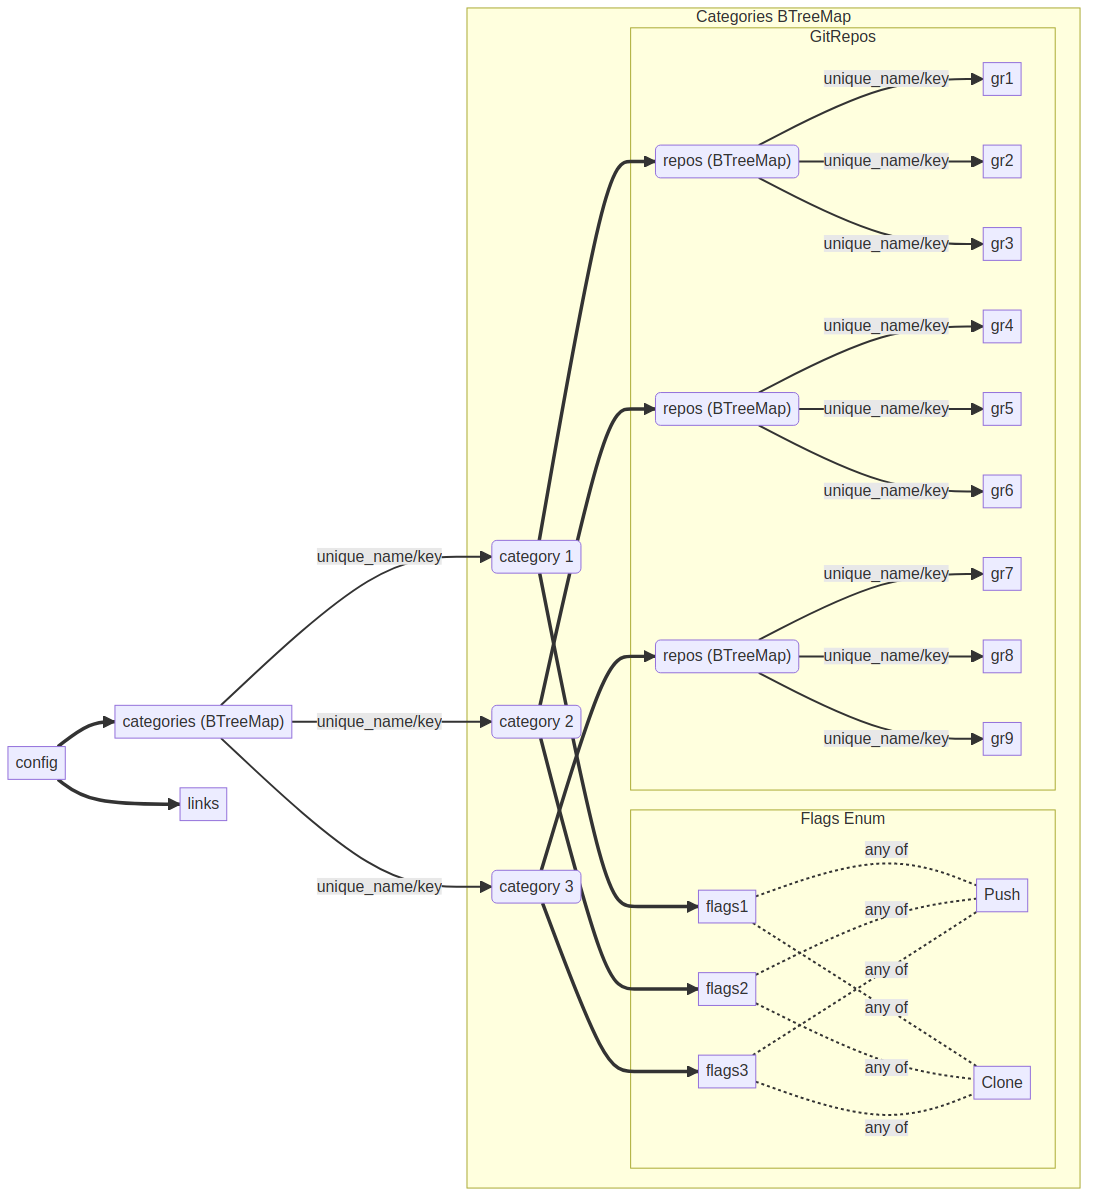 Categories BTreeMap
GitRepos
unique_name/key
gr1
repos (BTreeMap)
unique_name/key
gr2
unique_name/key
gr3
unique_name/key
gr4
repos (BTreeMap)
unique_name/key
gr5
unique_name/key
gr6
unique_name/key
category 1
unique_name/key
gr7
repos (BTreeMap)
unique_name/key
gr8
categories (BTreeMap)
unique_name/key
category 2
unique_name/key
gr9
config
links
unique_name/key
category 3
Flags Enum
any of
Push
flags1
any of
any of
flags2
any of
flags3
any of
Clone
any of